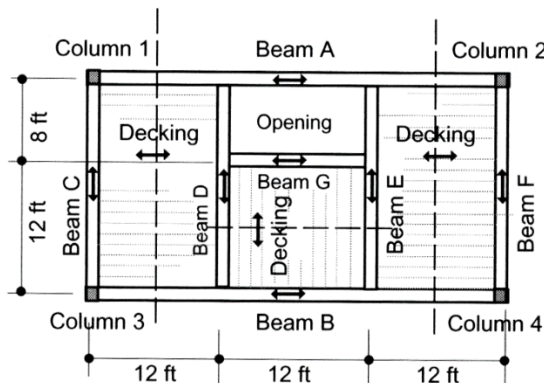 Column 1
Beam A
Column 2
8 ft
Decking
Opening
Decking
Beam C
Beam D
Beam G
Beam E
Beam F
12 ft
Decking
Column 3
Beam B
Column 4
12 ft
12 ft
12 ft